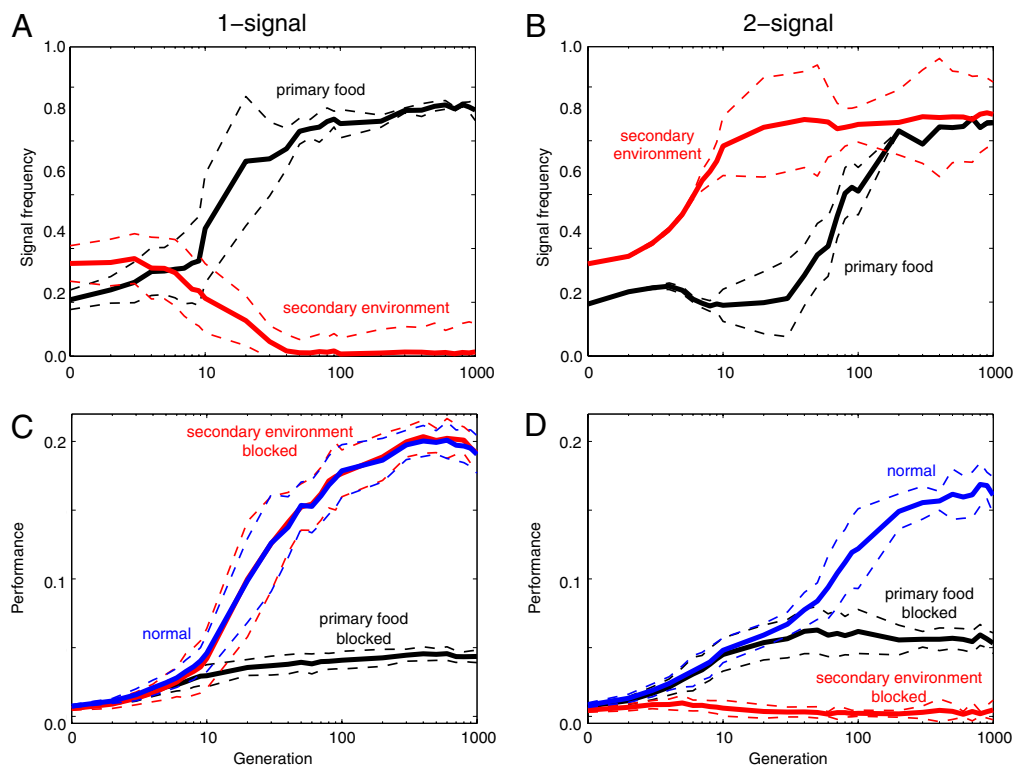 A
1−signal
B
2−signal
1.0
0.8
0.6
0.4
0.2
0.0
Signal frequency
primary food
secondary environment
0
10
100
1000
1.0
0.8
0.6
0.4
0.2
0.0
Signal frequency
secondary
environment
primary food
0
10
100
1000
C
0.2
0.1
0.0
Performance
secondary environment
blocked
normal
primary food
blocked
0
10
100
1000
Generation
D
0.2
0.1
0.0
Performance
normal
primary food
blocked
secondary environment
blocked
0
10
100
1000
Generation